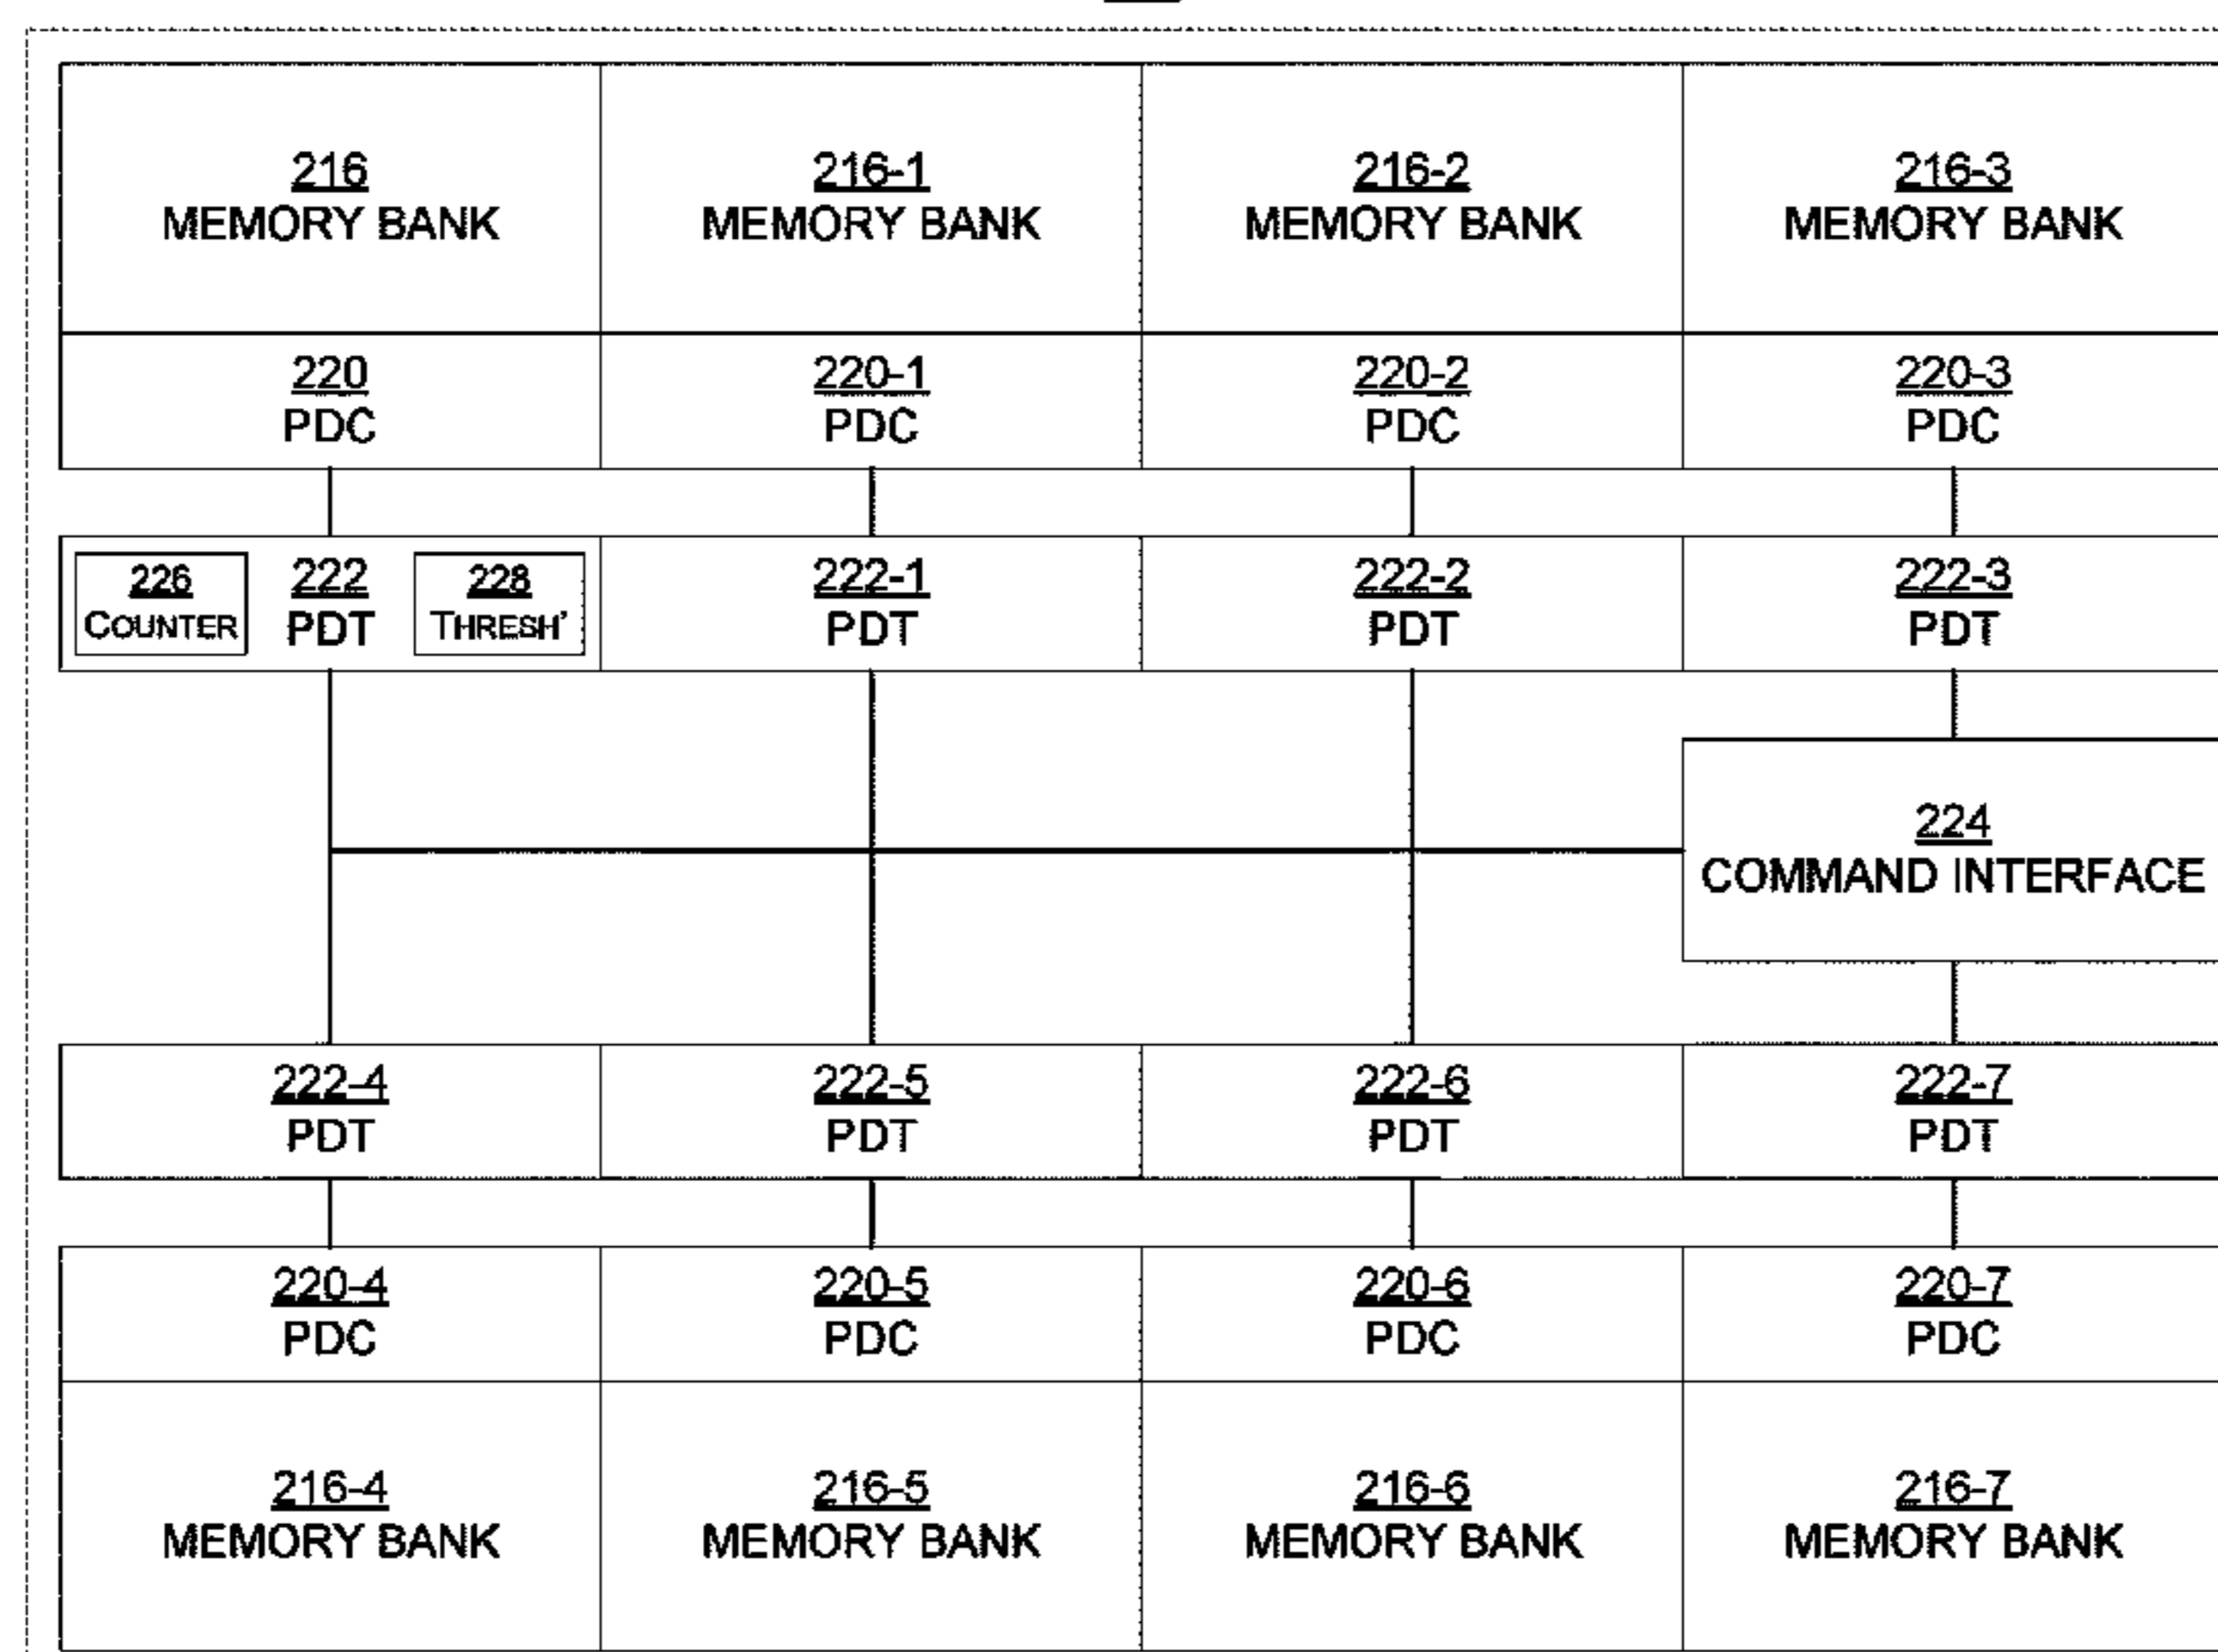 216
MEMORY BANK
216-1
MEMORY BANK
216-2
MEMORY BANK
216-3
MEMORY BANK
220
PDC
220-1
PDC
220-2
PDC
220-3
PDC
226
COUNTER
222
PDT
228
THRESH'
222-1
PDT
222-2
PDT
222-3
PDT
224
COMMAND INTERFACE
222-4
PDT
222-5
PDT
222-6
PDT
222-7
PDT
220-4
PDC
220-5
PDC
220-6
PDC
220-7
PDC
216-4
MEMORY BANK
216-5
MEMORY BANK
216-6
MEMORY BANK
216-7
MEMORY BANK